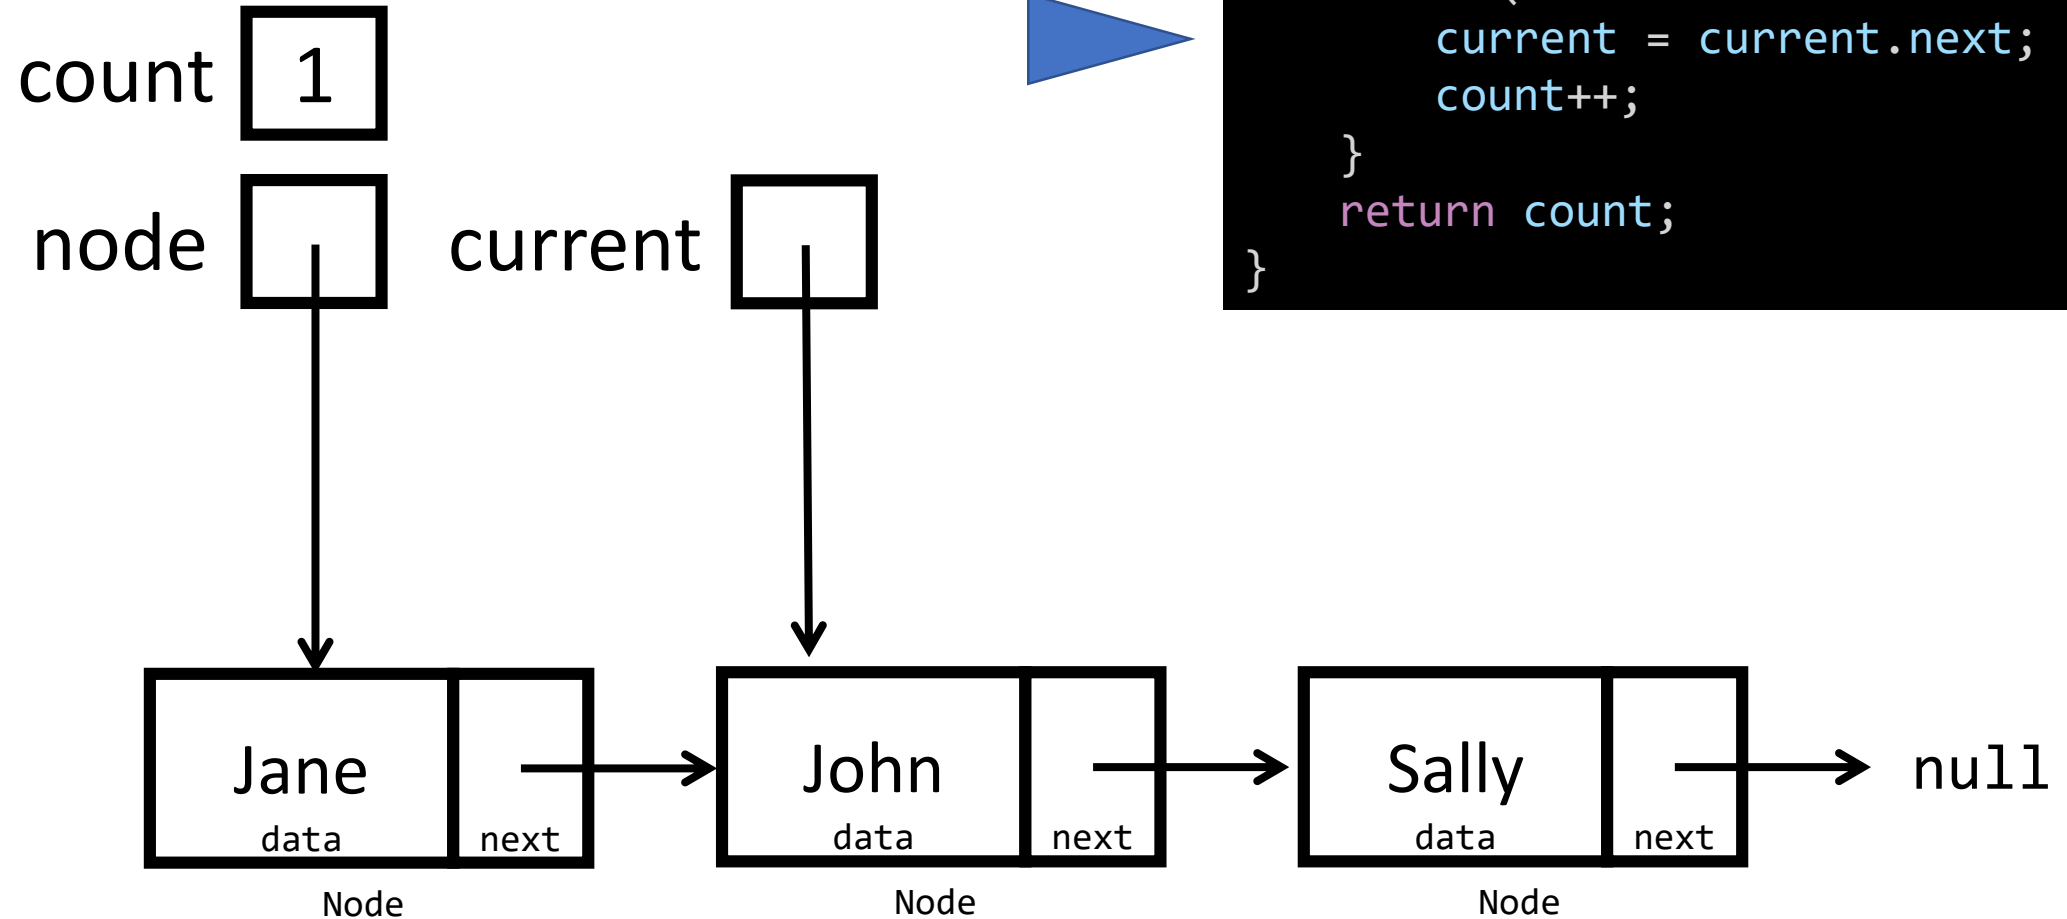 count 1
current = current.next;
count++;
}
return count;
}
node
current
Jane
data
next
Node
John
data
next
Node
Sally
data
next
Node
null